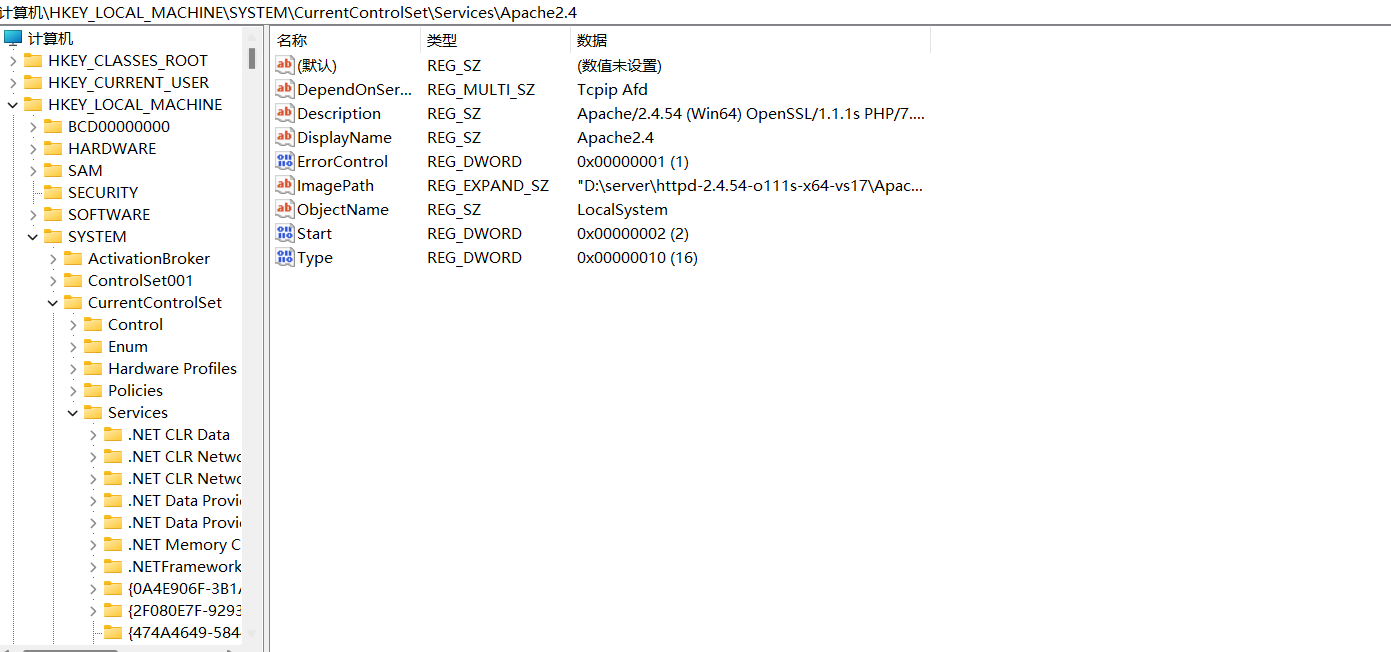 计算机\HKEY_LOCAL_MACHINE\SYSTEM\CurrentControlSet\Services\Apache2.4
计算机
HKEY_CLASSES_ROOT
HKEY_CURRENT_USER
HKEY_LOCAL_MACHINE
BCD00000000
HARDWARE
SAM
SECURITY
SOFTWARE
SYSTEM
ActivationBroker
ControlSet001
CurrentControlSet
Control
Enum
Hardware Profiles
Policies
Services
.NET CLR Data
.NET CLR Netwo
.NET CLR Netwo
.NET Data Provi
.NET Data Provi
.NET Memory C
.NETFramework
{0A4E906F-3B1A
{2F080E7F-9293
{474A4649-584
名称 类型 数据
(默认) REG_SZ (数值未设置)
DependOnSer... REG_MULTI_SZ Tcpip Afd
Description REG_SZ Apache/2.4.54 (Win64) OpenSSL/1.1.1s PHP/7....
DisplayName REG_SZ Apache2.4
ErrorControl REG_DWORD 0x00000001 (1)
ImagePath REG_EXPAND_SZ "D:\server\httpd-2.4.54-o111s-x64-vs17\Apac...
ObjectName REG_SZ LocalSystem
Start REG_DWORD 0x00000002 (2)
Type REG_DWORD 0x00000010 (16)